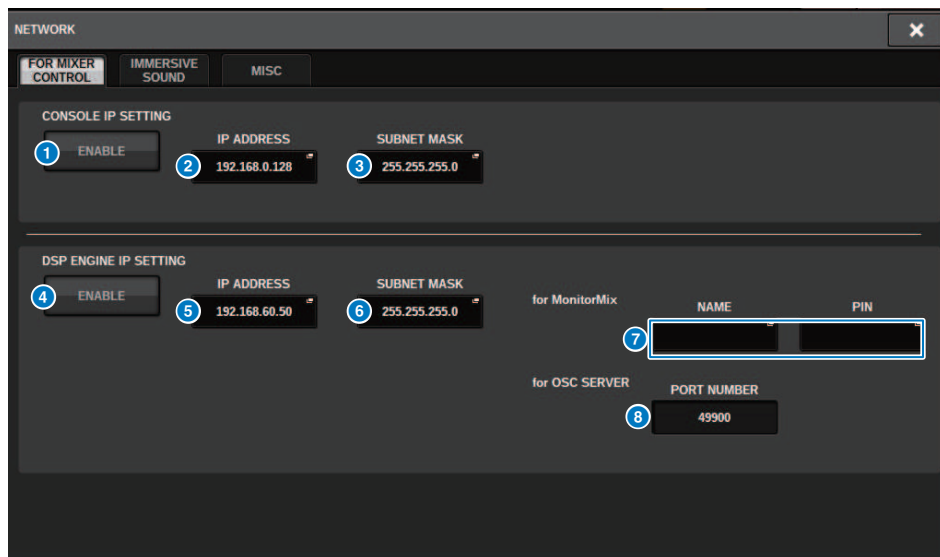 NETWORK
FOR MIXER CONTROL
IMMERSIVE SOUND
MISC
CONSOLE IP SETTING
1 ENABLE
IP ADDRESS
2 192.168.0.128
SUBNET MASK
3 255.255.255.0
DSP ENGINE IP SETTING
4 ENABLE
IP ADDRESS
5 192.168.60.50
SUBNET MASK
6 255.255.255.0
for MonitorMix
NAME
PIN
7
for OSC SERVER
PORT NUMBER
8 49900